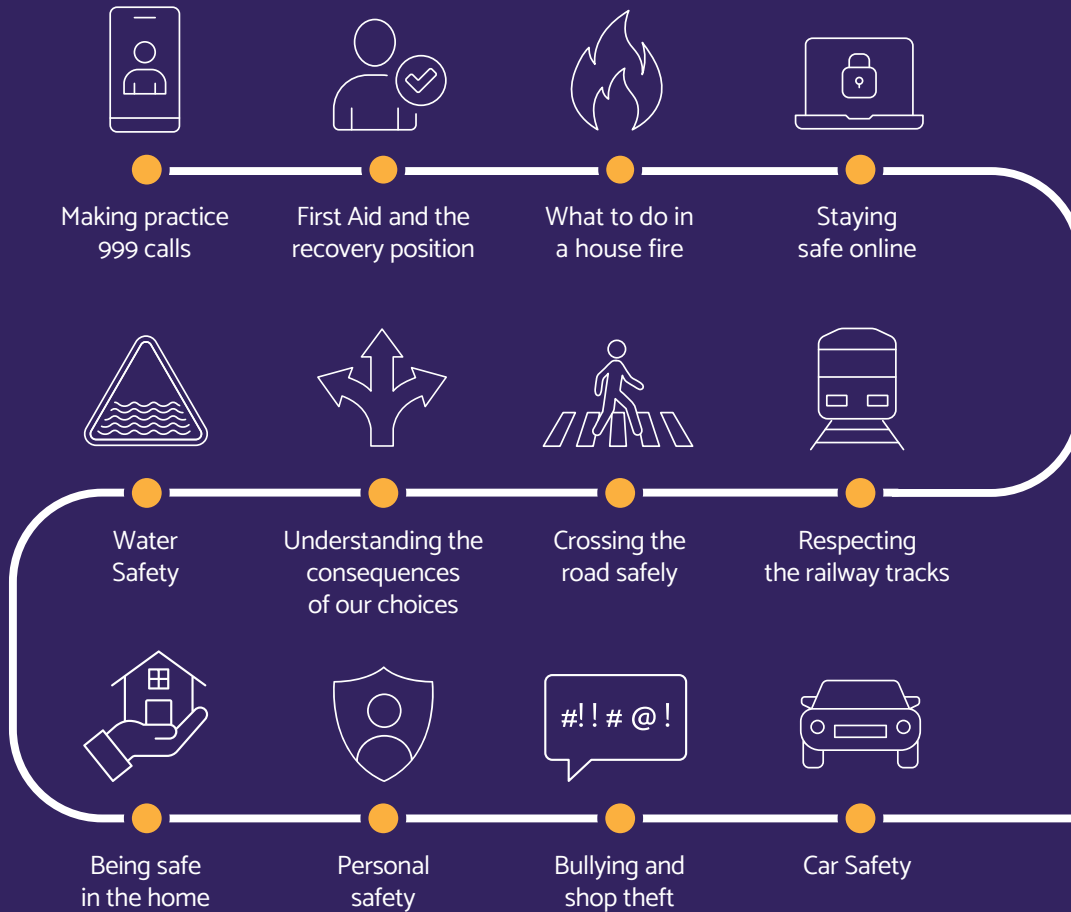 Making practice
999 calls
First Aid and the
recovery position
What to do in
a house fire
Staying
safe online
Water
Safety
Understanding the
consequences
of our choices
Crossing the
road safely
Respecting
the railway tracks
#!!#@!
Being safe
in the home
Personal
safety
Bullying and
shop theft
Car Safety